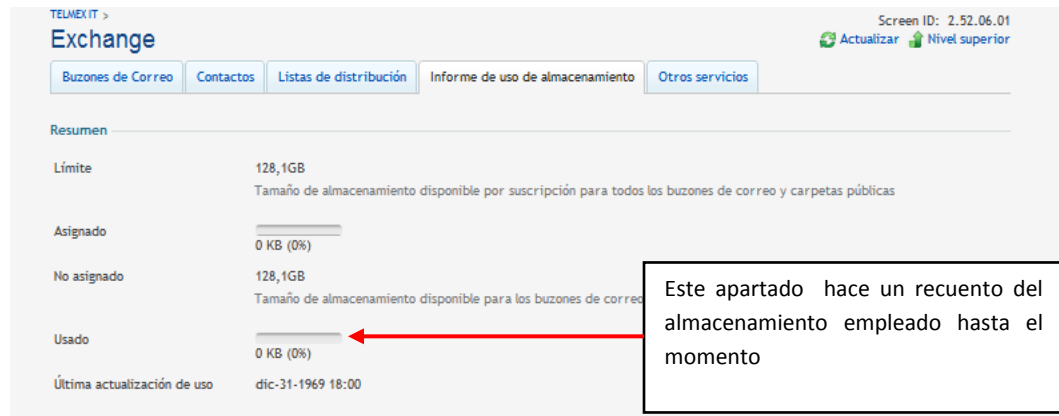 TELMEX IT >
Screen ID: 2.52.06.01
Exchange
Actualizar Nivel superior
Buzones de Correo Contactos Listas de distribución Informe de uso de almacenamiento Otros servicios
Resumen
Límite 128,1GB
Tamaño de almacenamiento disponible por suscripción para todos los buzones de correo y carpetas públicas
Asignado
0 KB (0%)
No asignado 128,1GB
Tamaño de almacenamiento disponible para los buzones de correo
Este apartado hace un recuento del
almacenamiento empleado hasta el
momento
Usado
0 KB (0%)
Última actualización de uso dic-31-1969 18:00